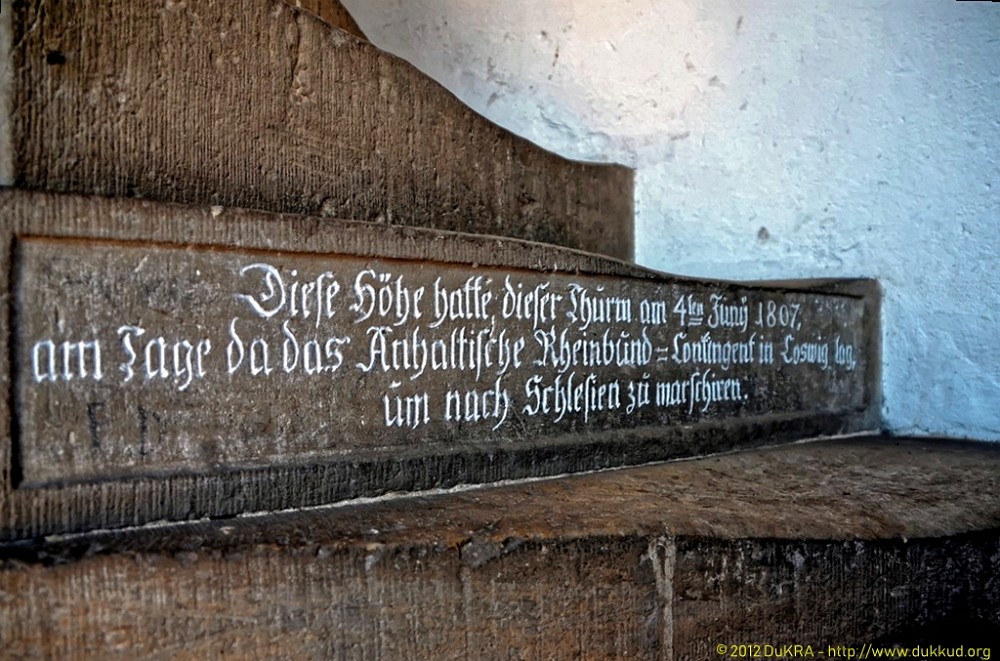 Dieſe Höhe hatte, dieſer Thurm am 4ten Junÿ 1807,
am Tage da das Anhaltiſche Rheinbund=Contingent in Coswig lag,
um nach Schleſien zu marſchiren.
© 2012 DuKRA - http://www.dukkud.org